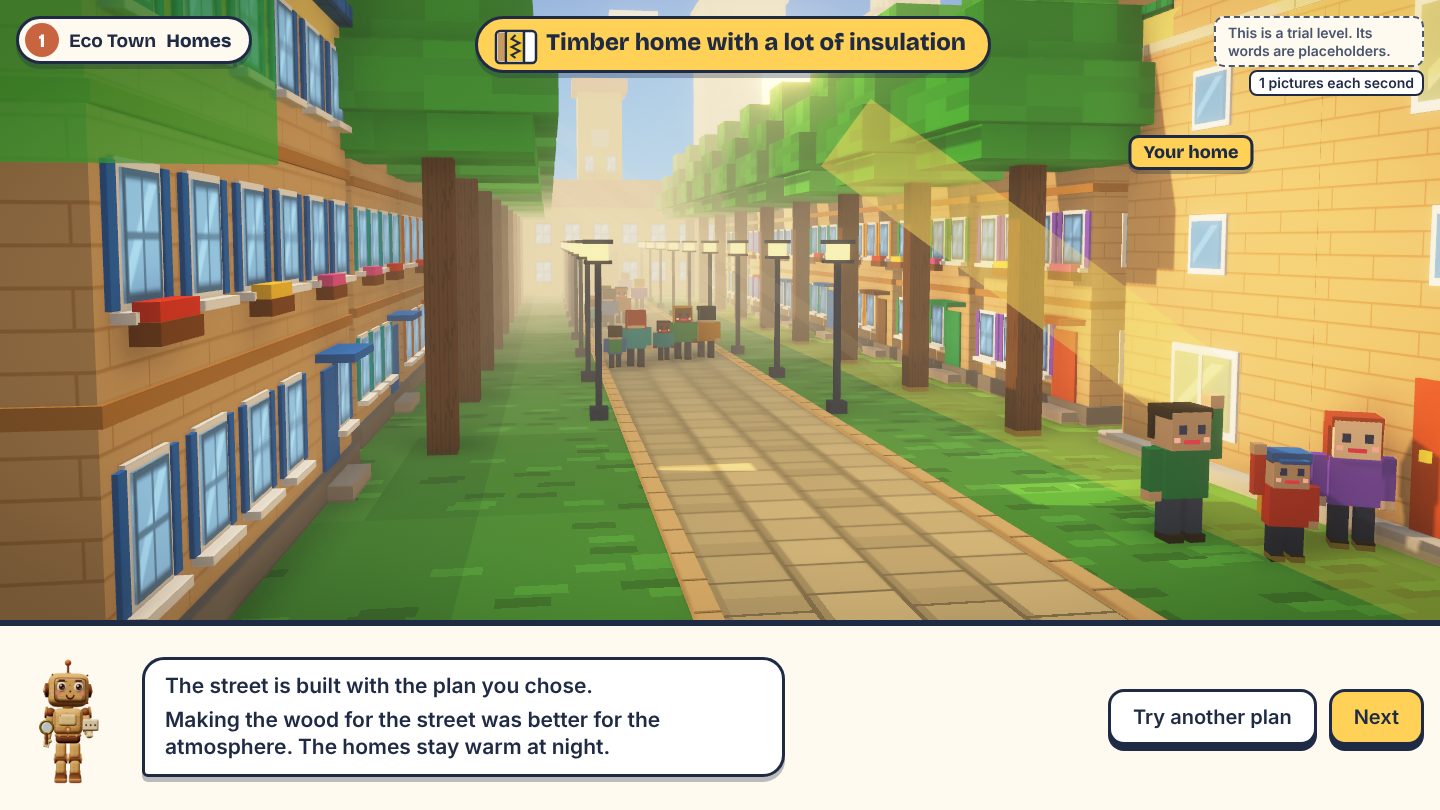 1 Eco Town Homes
Timber home with a lot of insulation
This is a trial level. Its
words are placeholders.
1 pictures each second
Your home
The street is built with the plan you chose.
Making the wood for the street was better for the
atmosphere. The homes stay warm at night.
Try another plan
Next